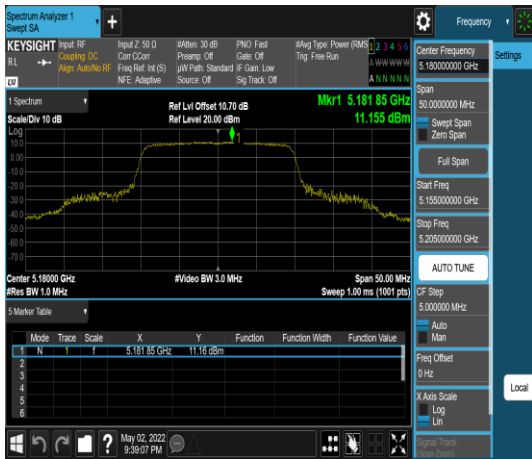 Spectrum Analyzer 1
Swept SA
+
Frequency
KEYSIGHT
RL
LXI
Input: RF
Coupling: DC
Align: Auto/No RF
Input Z: 50 Ω
Corr CCorr
Freq Ref: Int (S)
NFE: Adaptive
#Atten: 30 dB
Preamp: Off
µW Path: Standard
Source: Off
PNO: Fast
Gate: Off
IF Gain: Low
Sig Track: Off
#Avg Type: Power (RMS
Trig: Free Run
1 2 3 4 5 6
A W W W W W
A N N N N N
Center Frequency
5.180000000 GHz
Settings
Span
50.0000000 MHz
Swept Span
Zero Span
Full Span
Start Freq
5.155000000 GHz
Stop Freq
5.205000000 GHz
AUTO TUNE
CF Step
5.000000 MHz
Auto
Man
Freq Offset
0 Hz
X Axis Scale
Log
Lin
Signal Track
(Span Zoom)
Local
1 Spectrum
Scale/Div 10 dB
Ref Lvl Offset 10.70 dB
Ref Level 20.00 dBm
Mkr1 5.181 85 GHz
11.155 dBm
Log
10.0
0.00
-10.0
-20.0
-30.0
-40.0
-50.0
-60.0
-70.0
1
Center 5.18000 GHz
#Res BW 1.0 MHz
#Video BW 3.0 MHz
Span 50.00 MHz
Sweep 1.00 ms (1001 pts)
5 Marker Table
Mode Trace Scale X Y Function Function Width Function Value
1 N 1 f 5.181 85 GHz 11.16 dBm
2
3
4
5
6
?
May 02, 2022
9:39:07 PM